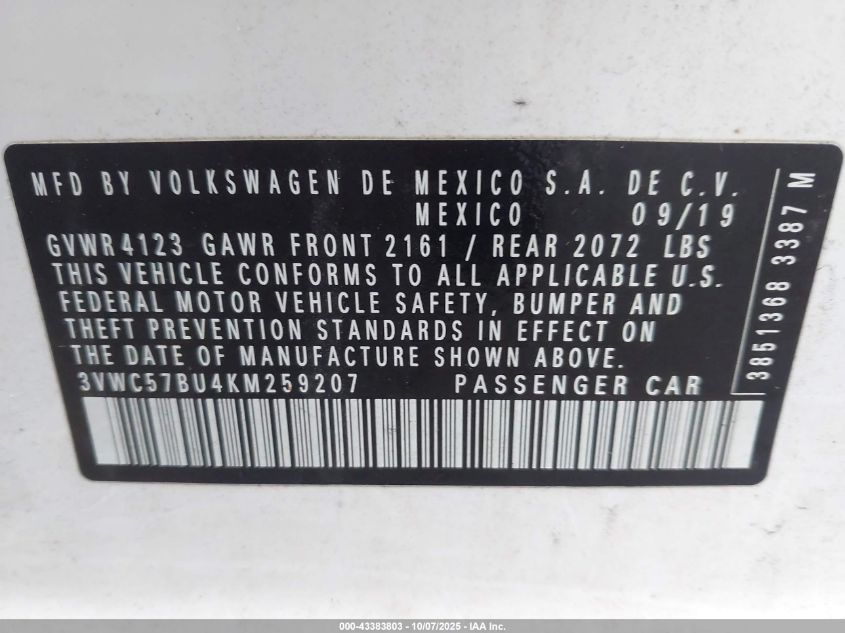 MFD BY VOLKSWAGEN DE MEXICO S.A. DE C.V.
MEXICO 09/19
GVWR 4123 GAWR FRONT 2161 / REAR 2072 LBS
THIS VEHICLE CONFORMS TO ALL APPLICABLE U.S.
FEDERAL MOTOR VEHICLE SAFETY, BUMPER AND
THEFT PREVENTION STANDARDS IN EFFECT ON
THE DATE OF MANUFACTURE SHOWN ABOVE.
3VWC57BU4KM259207 PASSENGER CAR
3851368 3387 M
000-43383803 - 10/07/2025 - IAA Inc.